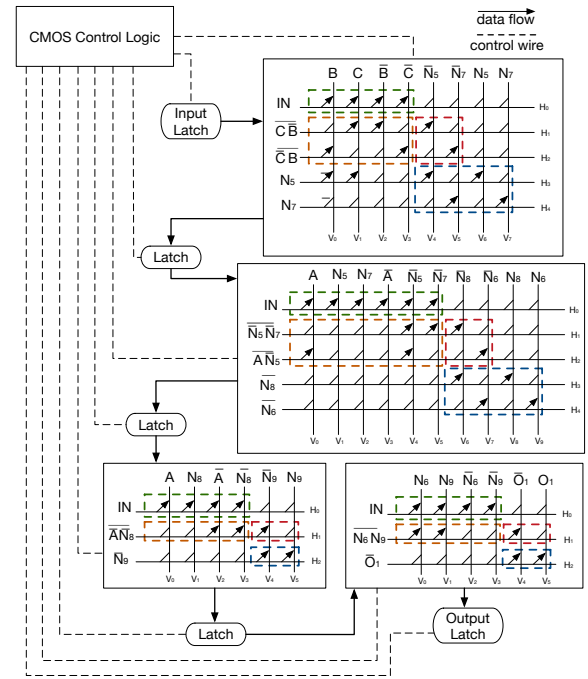 data flow
control wire
CMOS Control Logic
Input
Latch
B C B̅ C̅ N̅5 N̅7 N5 N7
IN H0
C̅B̅ H1
C̅B H2
N5 H3
N7 H4
V0 V1 V2 V3 V4 V5 V6 V7
Latch
A N5 N7 A̅ N̅5 N̅7 N̅8 N̅6 N8 N6
IN H0
N̅5N̅7 H1
AN̅5 H2
N̅8 H3
N̅6 H4
V0 V1 V2 V3 V4 V5 V6 V7 V8 V9
Latch
A N8 A̅ N̅8 N̅9 N9
IN H0
A̅N̅8 H1
N̅9 H2
V0 V1 V2 V3 V4 V5
N6 N9 N̅6 N̅9 O̅1 O1
IN H0
N̅6̅N̅9̅ H1
O̅1 H2
V0 V1 V2 V3 V4 V5
Latch
Output
Latch